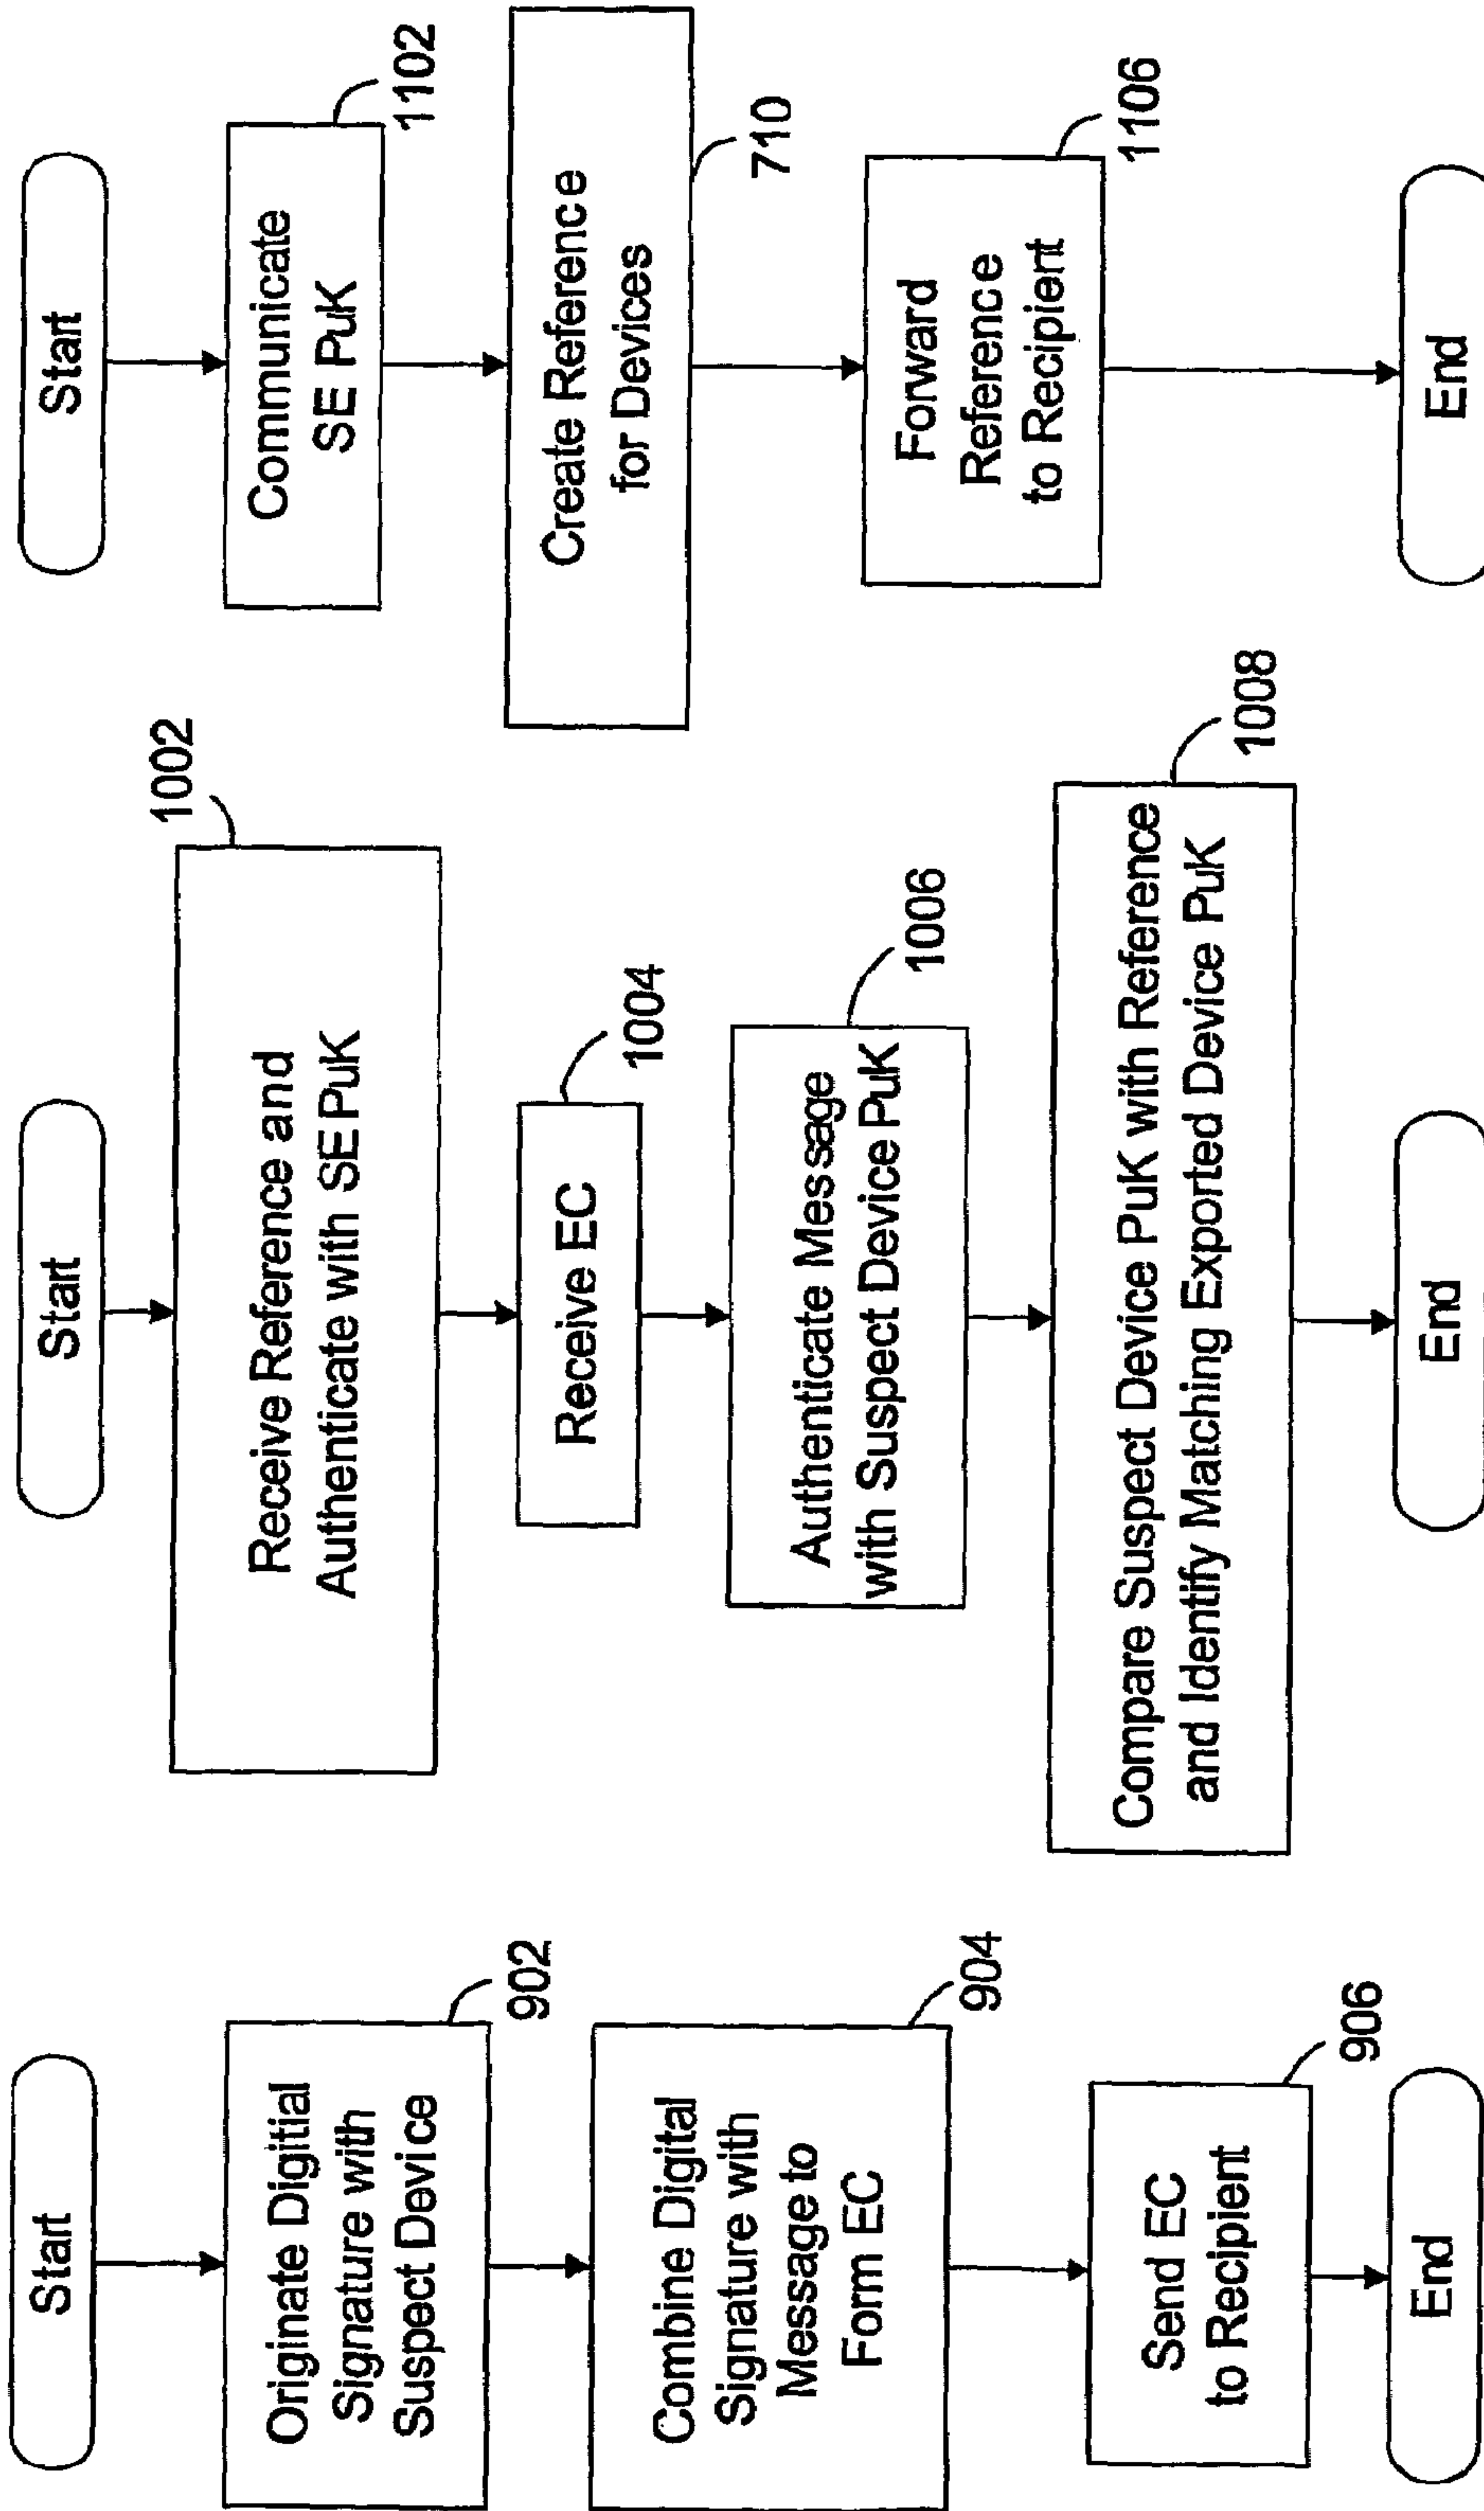 Start
Originate Digitial
Signature with
Suspect Device
902
Combine Digital
Signature with
Message to
Form EC
904
Send EC
to Recipient
906
End
Start
1002
Receive Reference and
Authenticate with SE PuK
Receive EC
1004
Authenticate Message
with Suspect Device PuK
1006
Compare Suspect Device PuK with Reference
and Identify Matching Exported Device PuK
1008
End
Start
Communicate
SE PuK
1102
Create Reference
for Devices
710
Forward
Reference
to Recipient
1106
End